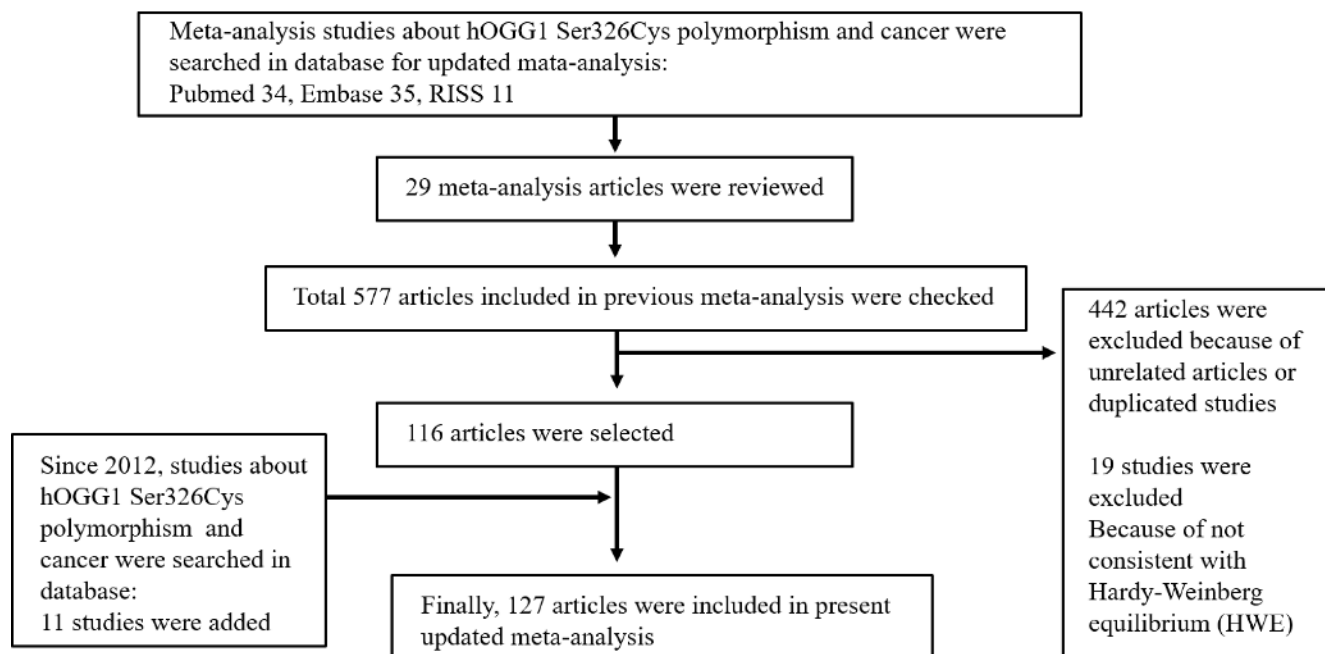 Meta-analysis studies about hOGG1 Ser326Cys polymorphism and cancer were
searched in database for updated mata-analysis:
Pubmed 34, Embase 35, RISS 11
29 meta-analysis articles were reviewed
Total 577 articles included in previous meta-analysis were checked
442 articles were
excluded because of
unrelated articles or
duplicated studies
19 studies were
excluded
Because of not
consistent with
Hardy-Weinberg
equilibrium (HWE)
116 articles were selected
Since 2012, studies about
hOGG1 Ser326Cys
polymorphism and
cancer were searched in
database:
11 studies were added
Finally, 127 articles were included in present
updated meta-analysis